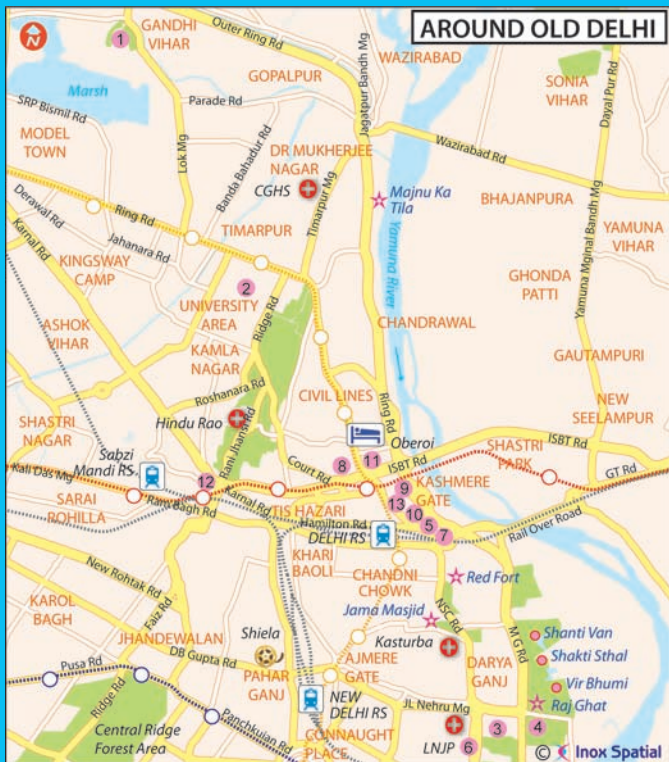 AROUND OLD DELHI
N
1
GANDHI
VIHAR
Outer Ring Rd
WAZIRABAD
GOPALPUR
Jagatpur Bandh Mg
SONIA
VIHAR
Dayal Pur Rd
Marsh
Parade Rd
SRP Bismil Rd
MODEL
TOWN
Lok Mg
Banda Bahadur Rd
DR MUKHERJEE
NAGAR
Wazirabad Rd
CGHS
Timarpur Mg
Majnu Ka
Tila
BHAJANPURA
Ring Rd
TIMARPUR
Yamuna River
YAMUNA
VIHAR
Derawal Rd
Karnal Rd
Jahanara Rd
KINGSWAY
CAMP
Yamuna Mginal Bandh Mg
GHONDA
PATTI
2
UNIVERSITY
AREA
Ridge Rd
ASHOK
VIHAR
KAMLA
NAGAR
CHANDRAWAL
GAUTAMPURI
Roshanara Rd
CIVIL LINES
Ring Rd
NEW
SEELAMPUR
SHASTRI
NAGAR
Hindu Rao
Rani Jhansi Rd
Oberoi
ISBT Rd
Sabzi
Mandi RS
8
11
ISBT Rd
SHASTRI
PARK
GT Rd
Kali Das Mg
12
Court Rd
KASHMERE
GATE
9
13
10
5
7
SARAI
ROHILLA
Ram Bagh Rd
Karnal Rd
TIS HAZARI
Hamilton Rd
DELHI RS
Rail Over Road
KHARI
BAOLI
New Rohtak Rd
CHANDNI
CHOWK
Red Fort
KAROL
BAGH
Faiz Rd
Jama Masjid
NSC Rd
JHANDEWALAN
Shiela
Kasturba
M G Rd
Shanti Van
DB Gupta Rd
AJMERE
GATE
DARYA
GANJ
Shakti Sthal
Pusa Rd
PAHAR
GANJ
Vir Bhumi
Ridge Rd
NEW
DELHI RS
JL Nehru Mg
Raj Ghat
Central Ridge
Forest Area
Panchkuian Rd
CONNAUGHT
PLACE
LNJP
6
3
4
© Inox Spatial